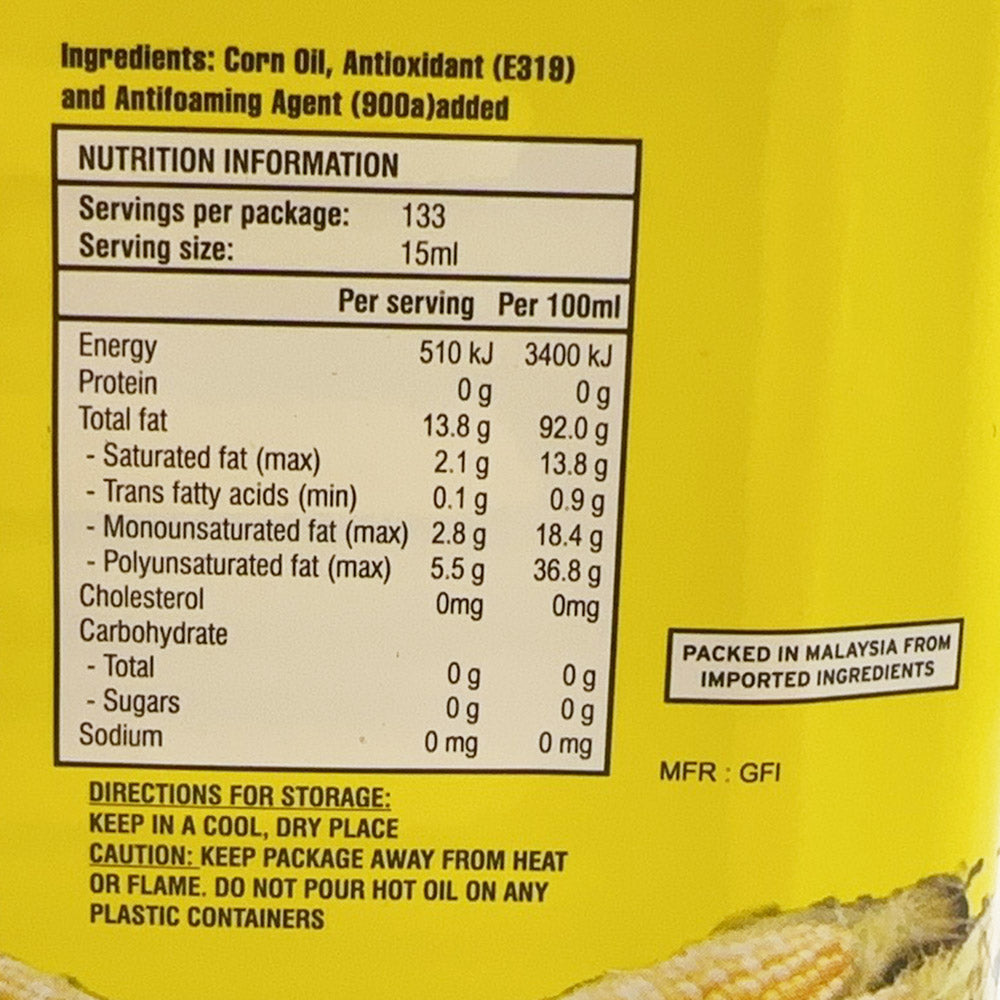 Ingredients: Corn Oil, Antioxidant (E319)
and Antifoaming Agent (900a)added
NUTRITION INFORMATION
Servings per package: 133
Serving size: 15ml
Per serving Per 100ml
Energy 510 kJ 3400 kJ
Protein 0 g 0 g
Total fat 13.8 g 92.0 g
- Saturated fat (max) 2.1 g 13.8 g
- Trans fatty acids (min) 0.1 g 0.9 g
- Monounsaturated fat (max) 2.8 g 18.4 g
- Polyunsaturated fat (max) 5.5 g 36.8 g
Cholesterol 0mg 0mg
Carbohydrate
- Total 0 g 0 g
- Sugars 0 g 0 g
Sodium 0 mg 0 mg
PACKED IN MALAYSIA FROM
IMPORTED INGREDIENTS
MFR : GFI
DIRECTIONS FOR STORAGE:
KEEP IN A COOL, DRY PLACE
CAUTION: KEEP PACKAGE AWAY FROM HEAT
OR FLAME. DO NOT POUR HOT OIL ON ANY
PLASTIC CONTAINERS